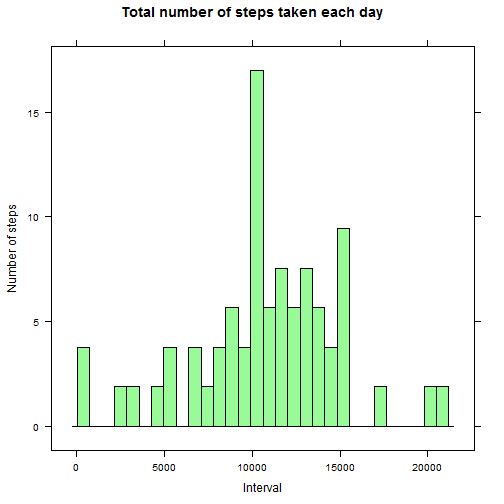 Total number of steps taken each day
15
10
5
0
Number of steps
0 5000 10000 15000 20000
Interval